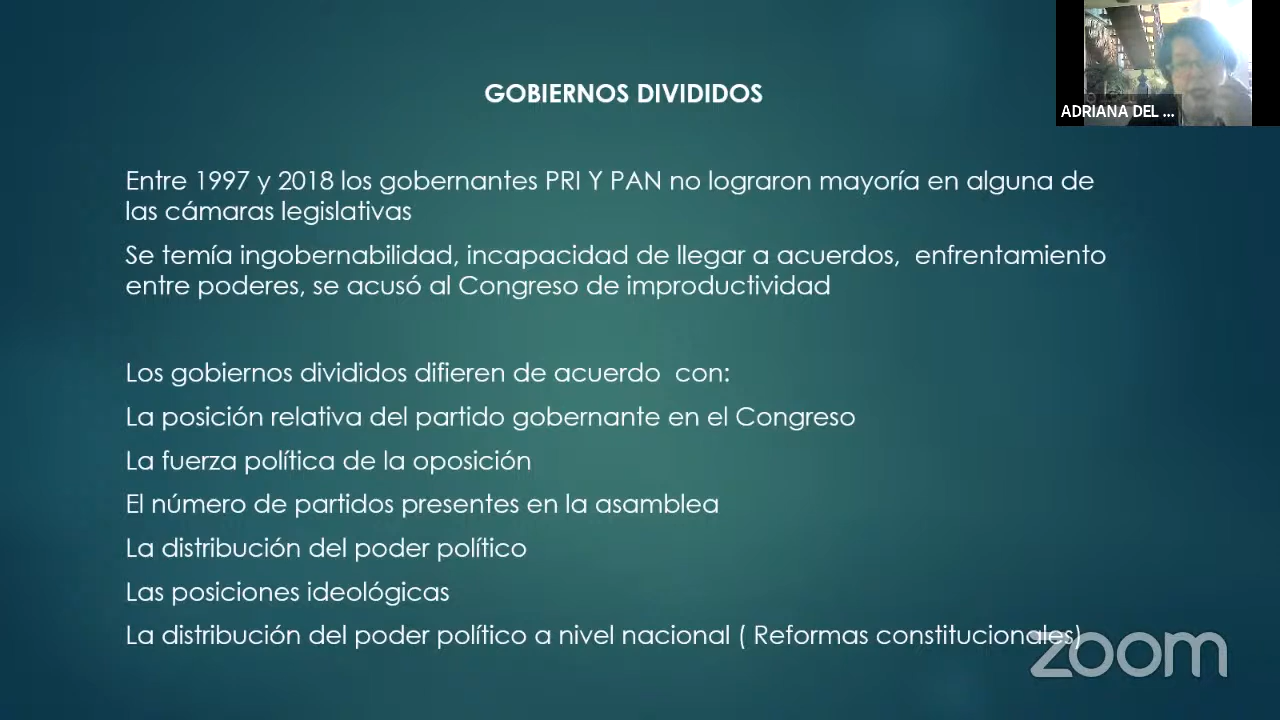 ADRIANA DEL ...
GOBIERNOS DIVIDIDOS
Entre 1997 y 2018 los gobernantes PRI Y PAN no lograron mayoría en alguna de
las cámaras legislativas
Se temía ingobernabilidad, incapacidad de llegar a acuerdos, enfrentamiento
entre poderes, se acusó al Congreso de improductividad
Los gobiernos divididos difieren de acuerdo con:
La posición relativa del partido gobernante en el Congreso
La fuerza política de la oposición
El número de partidos presentes en la asamblea
La distribución del poder político
Las posiciones ideológicas
La distribución del poder político a nivel nacional ( Reformas constitucionales)
zoom